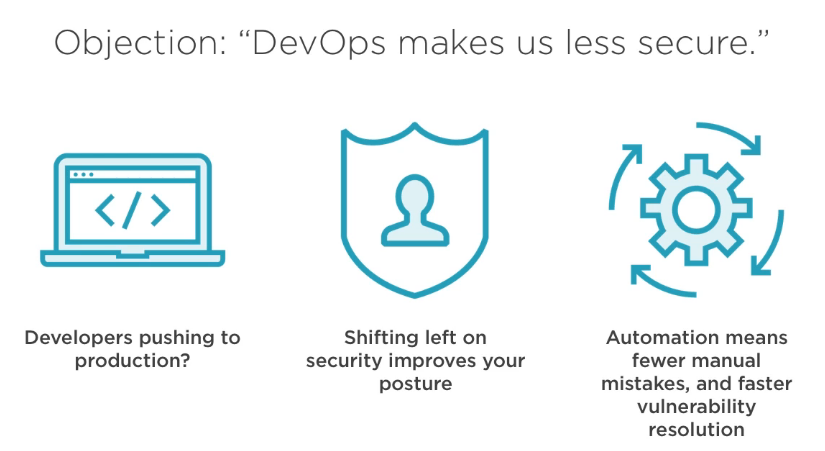 Objection: “DevOps makes us less secure.”
</>
Developers pushing to
production?
Shifting left on
security improves your
posture
Automation means
fewer manual
mistakes, and faster
vulnerability
resolution